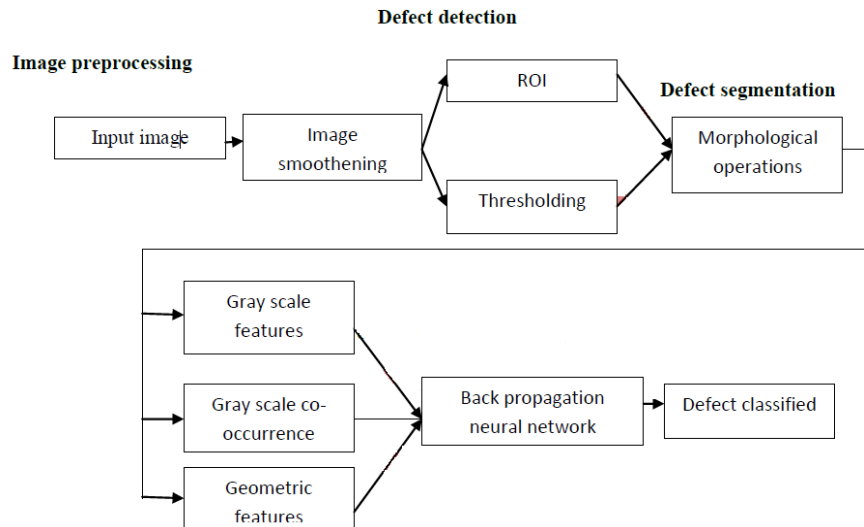 Defect detection
Image preprocessing
ROI
Defect segmentation
Input image
Image
smoothening
Morphological
operations
Thresholding
Gray scale
features
Gray scale co-
occurrence
Back propagation
neural network
Defect classified
Geometric
features